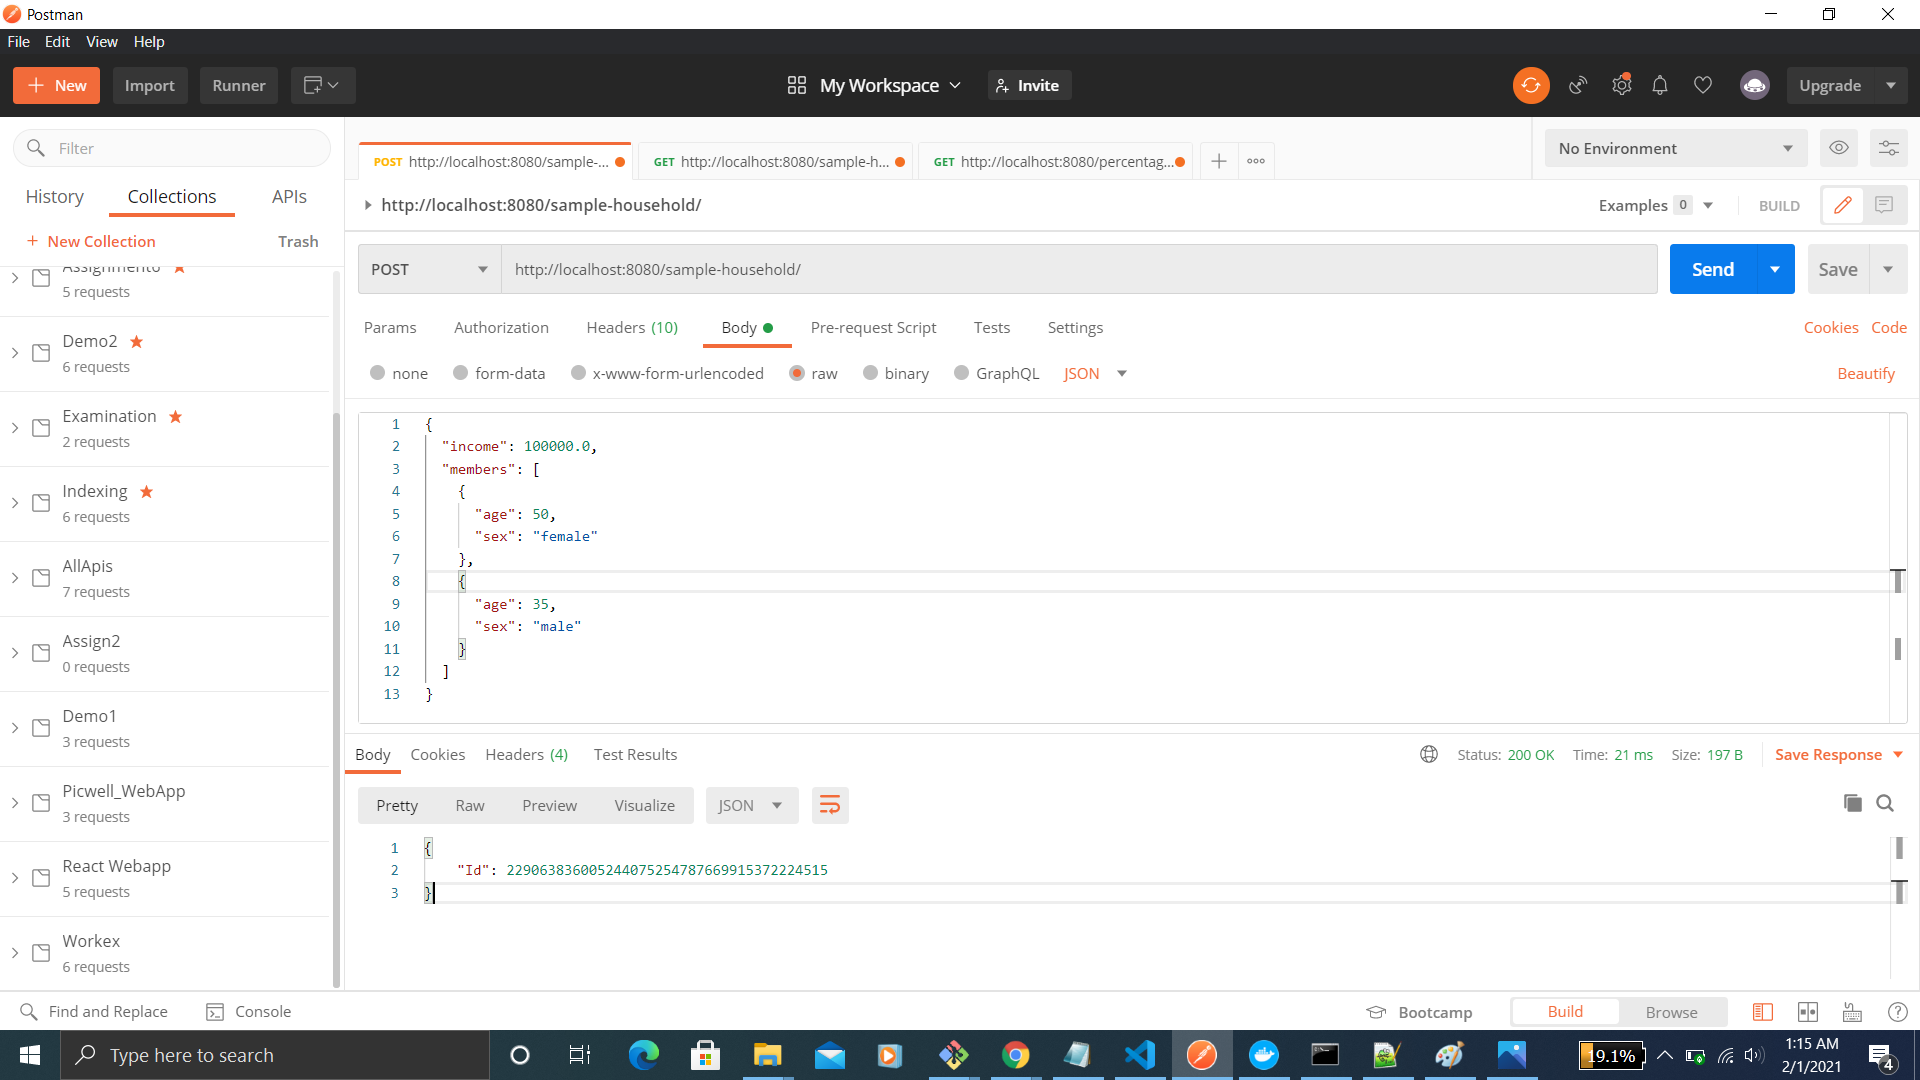 Postman
File Edit View Help
New Import Runner My Workspace Invite Upgrade
Filter
History Collections APIs
New Collection Trash
Assignment6
5 requests
Demo2
6 requests
Examination
2 requests
Indexing
6 requests
AllApis
7 requests
Assign2
0 requests
Demo1
3 requests
Picwell_WebApp
3 requests
React Webapp
5 requests
Workex
6 requests
POST http://localhost:8080/sample-... GET http://localhost:8080/sample-h... GET http://localhost:8080/percentag...
No Environment
http://localhost:8080/sample-household/
Examples 0 BUILD
POST http://localhost:8080/sample-household/ Send Save
Params Authorization Headers (10) Body Pre-request Script Tests Settings Cookies Code
none form-data x-www-form-urlencoded raw binary GraphQL JSON Beautify
1 {
2 "income": 100000.0,
3 "members": [
4 {
5 "age": 50,
6 "sex": "female"
7 },
8 {
9 "age": 35,
10 "sex": "male"
11 }
12 ]
13 }
Body Cookies Headers (4) Test Results Status: 200 OK Time: 21 ms Size: 197 B Save Response
Pretty Raw Preview Visualize JSON
1 {
2 "Id": 229063836005244075254787669915372224515
3 }
Find and Replace Console Bootcamp Build Browse
Type here to search 19.1% 1:15 AM
2/1/2021 4